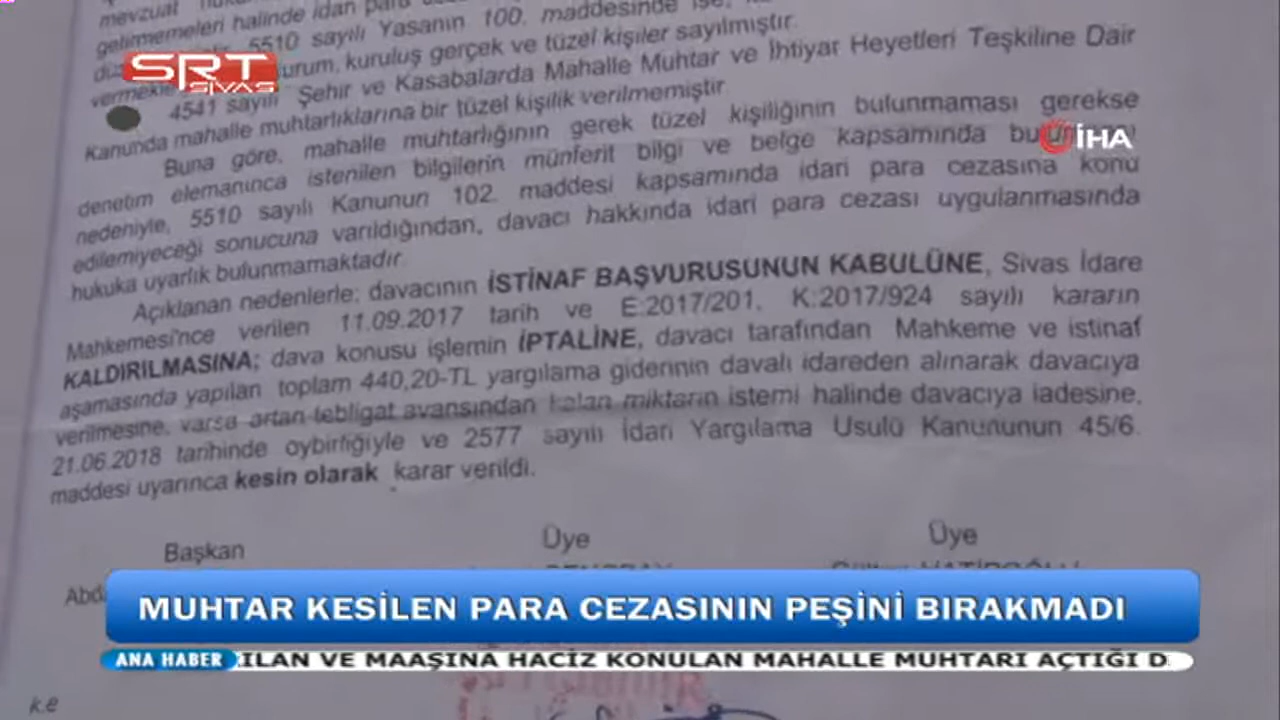 mevzuat
getirmemeleri halinde idari para
5510 sayılı Yasanın 100. maddesinde ise,
kurum, kuruluş gerçek ve tüzel kişiler sayılmıştır.
4541 sayılı Şehir ve Kasabalarda Mahalle Muhtar ve İhtiyar Heyetleri Teşkiline Dair
Kanunda mahalle muhtarlıklarına bir tüzel kişilik verilmemiştir.
Buna göre, mahalle muhtarlığının gerek tüzel kişiliğinin bulunmaması gerekse
denetim elemanınca istenilen bilgilerin münferit bilgi ve belge kapsamında
nedeniyle, 5510 sayılı Kanunun 102. maddesi kapsamında idari para cezasına konu
edilemiyeceği sonucuna varıldığından, davacı hakkında idari para cezası uygulanmasında
hukuka uyarlık bulunmamaktadır.
Açıklanan nedenlerle; davacının İSTİNAF BAŞVURUSUNUN KABULÜNE, Sivas İdare
Mahkemesi'nce verilen 11.09.2017 tarih ve E:2017/201, K:2017/924 sayılı kararın
KALDIRILMASINA; dava konusu işlemin İPTALİNE, davacı tarafından Mahkeme ve istinaf
aşamasında yapılan toplam 440,20-TL yargılama giderinin davalı idareden alınarak davacıya
verilmesine, varsa artan tebligat avansından kalan miktarın istemi halinde davacıya iadesine,
21.06.2018 tarihinde oybirliğiyle ve 2577 sayılı İdari Yargılama Usulü Kanununun 45/6.
maddesi uyarınca kesin olarak karar verildi.
Başkan Üye Üye
SRT
SİVAS
İHA
MUHTAR KESİLEN PARA CEZASININ PEŞİNİ BIRAKMADI
ANA HABER
VE MAAŞINA HACİZ KONULAN MAHALLE MUHTARI AÇTIĞI D
k.e